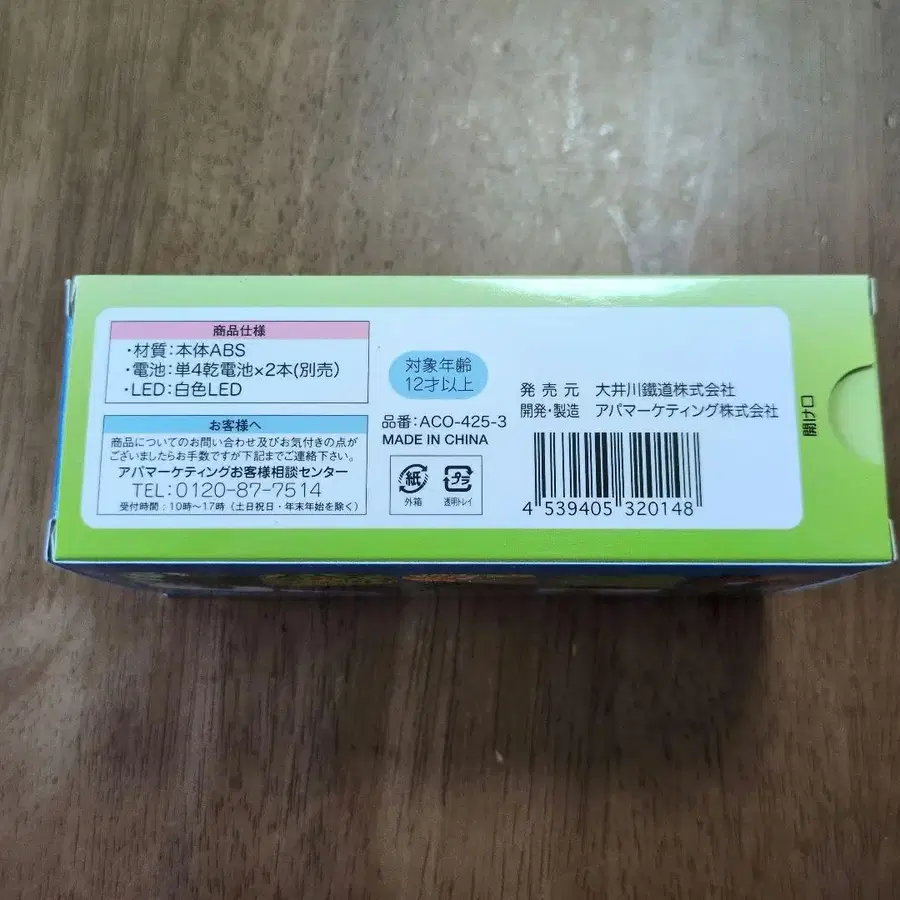 商品仕様
・材質：本体ABS
・電池：単4乾電池×2本(別売)
・LED：白色LED
お客様へ
商品についてのお問い合わせ及びお気付きの点が
ございましたらお手数ですが下記までご連絡下さい。
アパマーケティングお客様相談センター
TEL：0120-87-7514
受付時間：10時～17時（土日祝日・年末年始を除く）
対象年齢
12才以上
品番：ACO-425-3
MADE IN CHINA
紙
外箱
プラ
透明トレイ
発売元 大井川鐵道株式会社
開発・製造 アパマーケティング株式会社
4 539405 320148
開け口